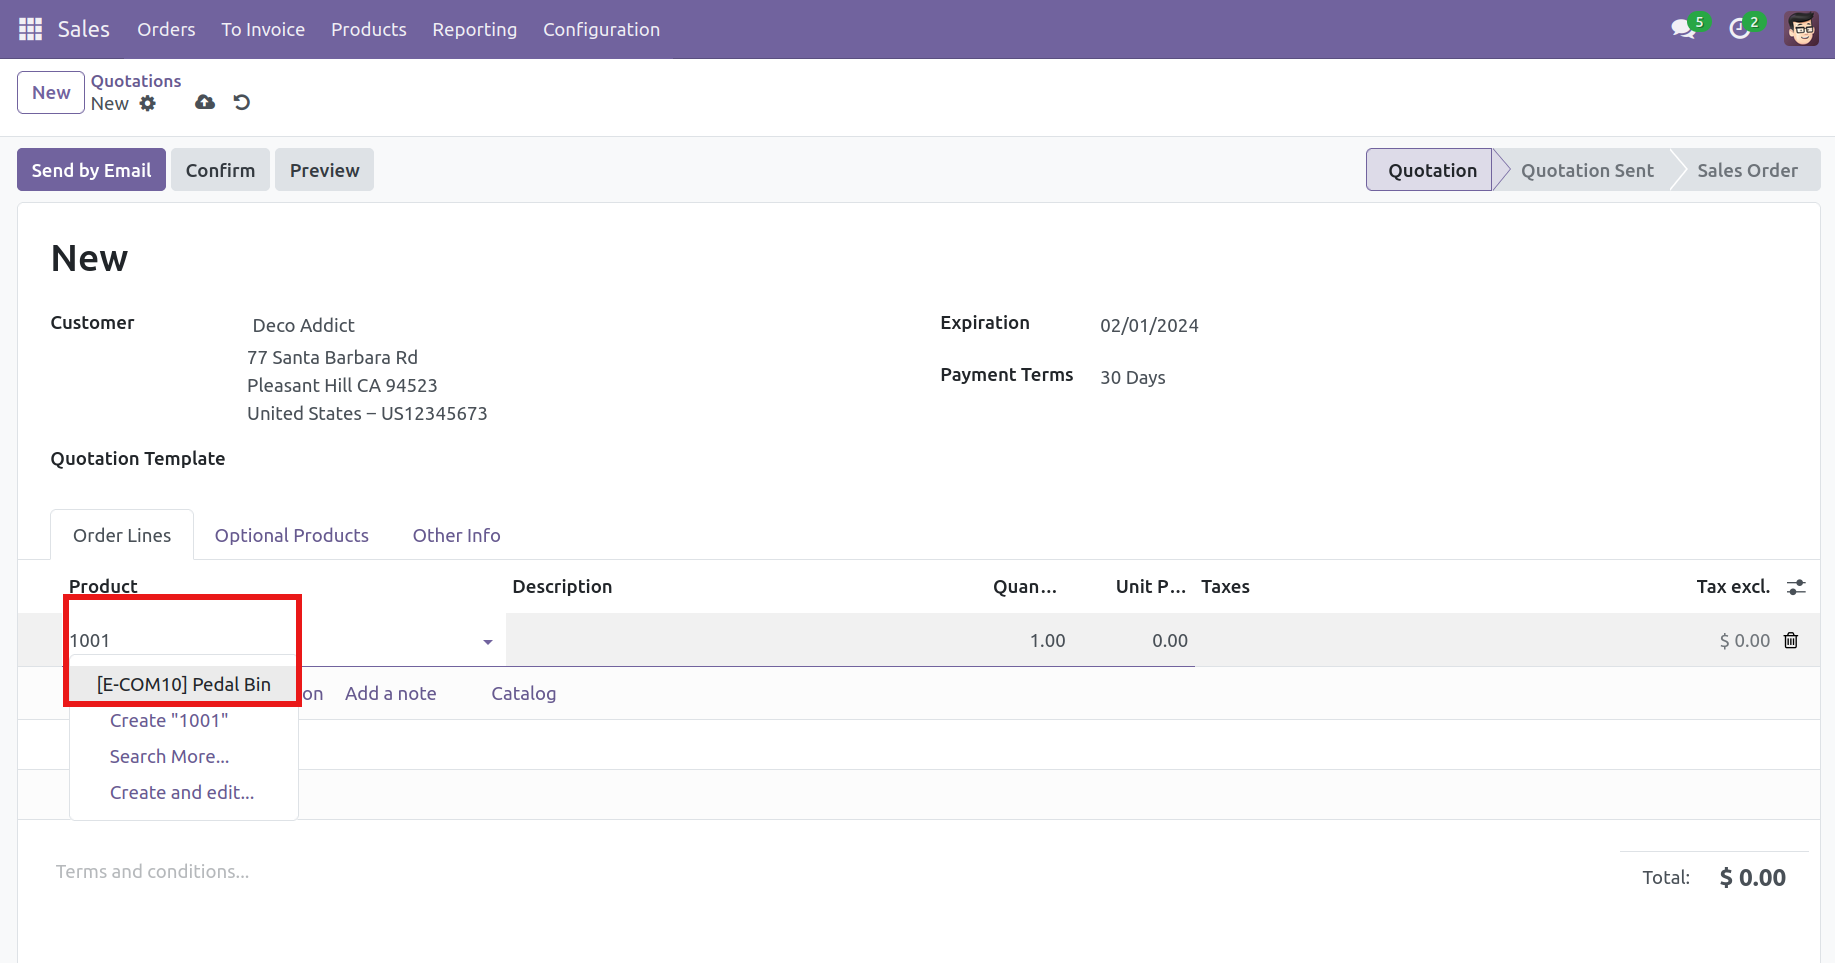 Sales Orders To Invoice Products Reporting Configuration 5 2
New Quotations
New
Send by Email Confirm Preview Quotation Quotation Sent Sales Order
New
Customer Deco Addict Expiration 02/01/2024
77 Santa Barbara Rd
Pleasant Hill CA 94523 Payment Terms 30 Days
United States – US12345673
Quotation Template
Order Lines Optional Products Other Info
Product Description Quan... Unit P... Taxes Tax excl.
1001 1.00 0.00 $ 0.00
[E-COM10] Pedal Bin on Add a note Catalog
Create "1001"
Search More...
Create and edit...
Terms and conditions...
Total: $ 0.00